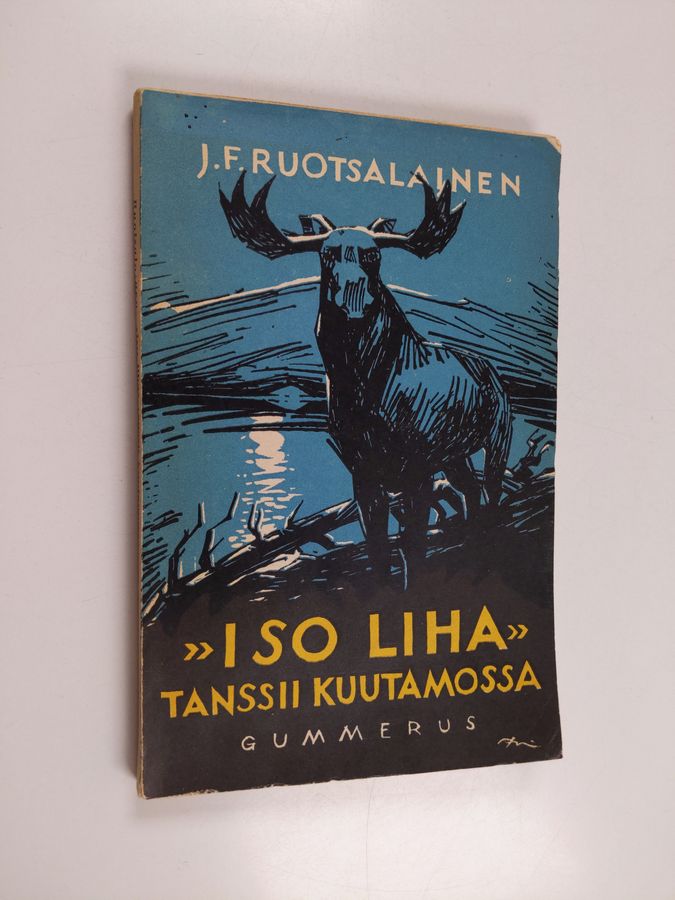 J.F. RUOTSALAINEN
»ISO LIHA»
TANSSII KUUTAMOSSA
GUMMERUS